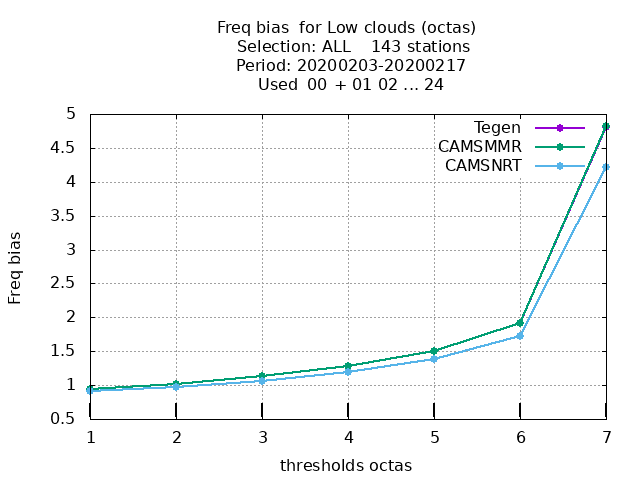 Freq bias  for Low clouds (octas)
Selection: ALL    143 stations
Period: 20200203-20200217
Used  00 + 01 02 ... 24
5
4.5
4
3.5
3
2.5
2
1.5
1
0.5
Freq bias
Tegen
CAMSMMR
CAMSNRT
1 2 3 4 5 6 7
thresholds octas